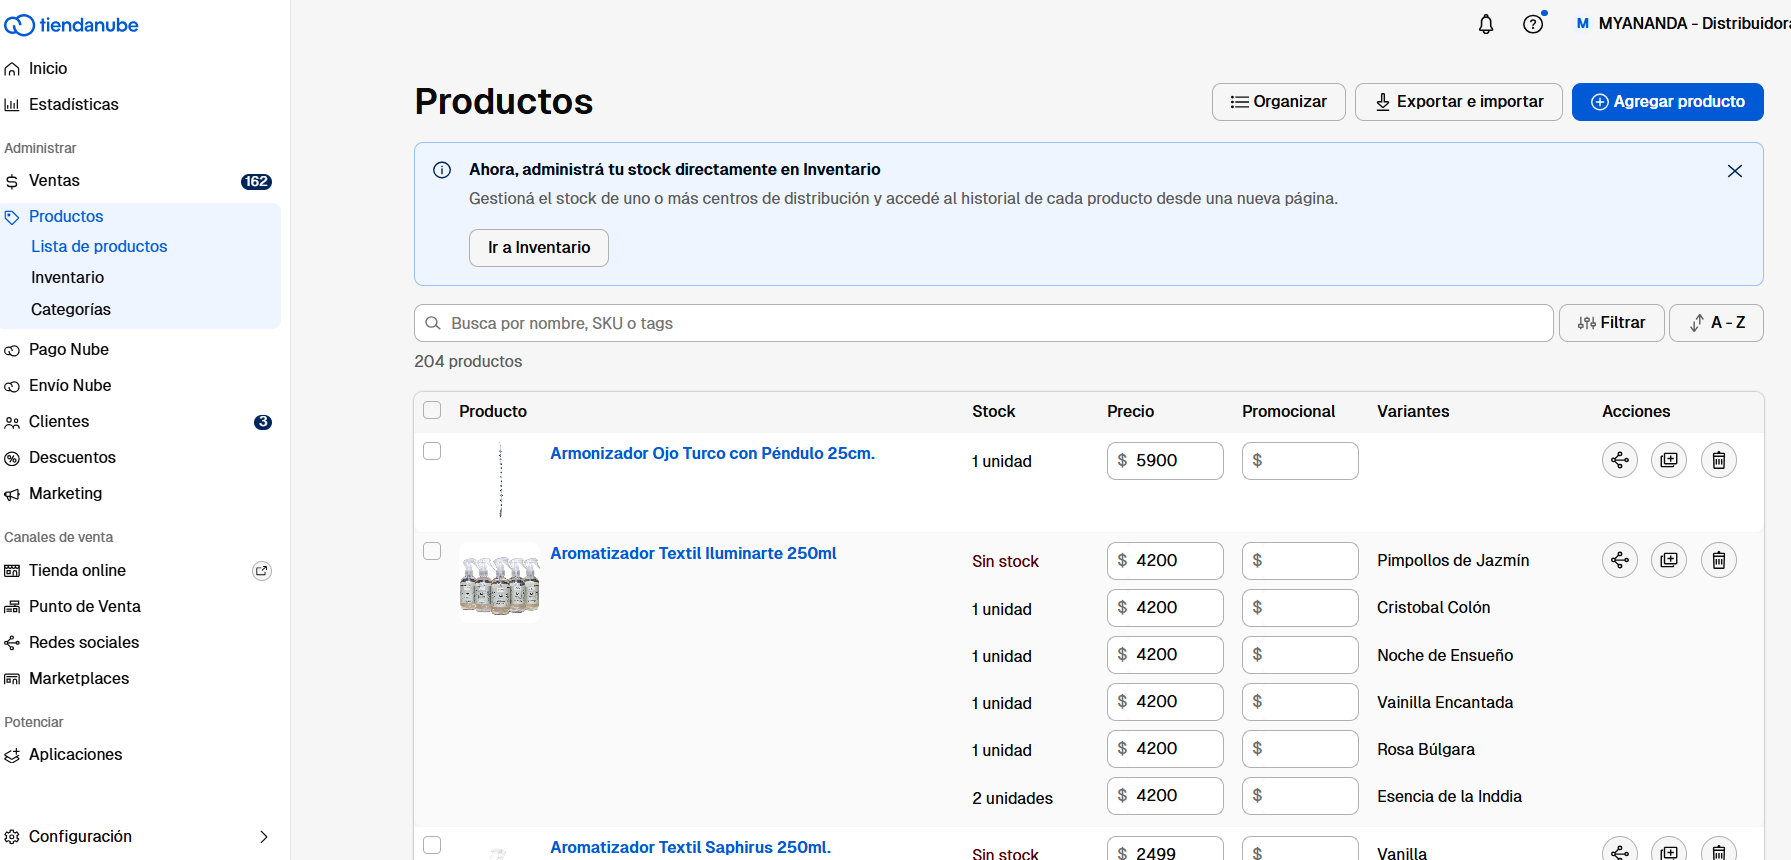 tiendanube
Inicio
Estadísticas
Administrar
Ventas 162
Productos
Lista de productos
Inventario
Categorías
Pago Nube
Envío Nube
Clientes 3
Descuentos
Marketing
Canales de venta
Tienda online
Punto de Venta
Redes sociales
Marketplaces
Potenciar
Aplicaciones
Configuración
M MYANANDA - Distribuidora
Productos
Organizar
Exportar e importar
Agregar producto
Ahora, administrá tu stock directamente en Inventario
Gestioná el stock de uno o más centros de distribución y accedé al historial de cada producto desde una nueva página.
Ir a Inventario
Busca por nombre, SKU o tags
Filtrar
A - Z
204 productos
Producto Stock Precio Promocional Variantes Acciones
Armonizador Ojo Turco con Péndulo 25cm. 1 unidad $ 5900 $
Aromatizador Textil Iluminarte 250ml Sin stock $ 4200 $ Pimpollos de Jazmín
1 unidad $ 4200 $ Cristobal Colón
1 unidad $ 4200 $ Noche de Ensueño
1 unidad $ 4200 $ Vainilla Encantada
1 unidad $ 4200 $ Rosa Búlgara
2 unidades $ 4200 $ Esencia de la Inddia
Aromatizador Textil Saphirus 250ml. Sin stock $ 2499 $ Vanilla